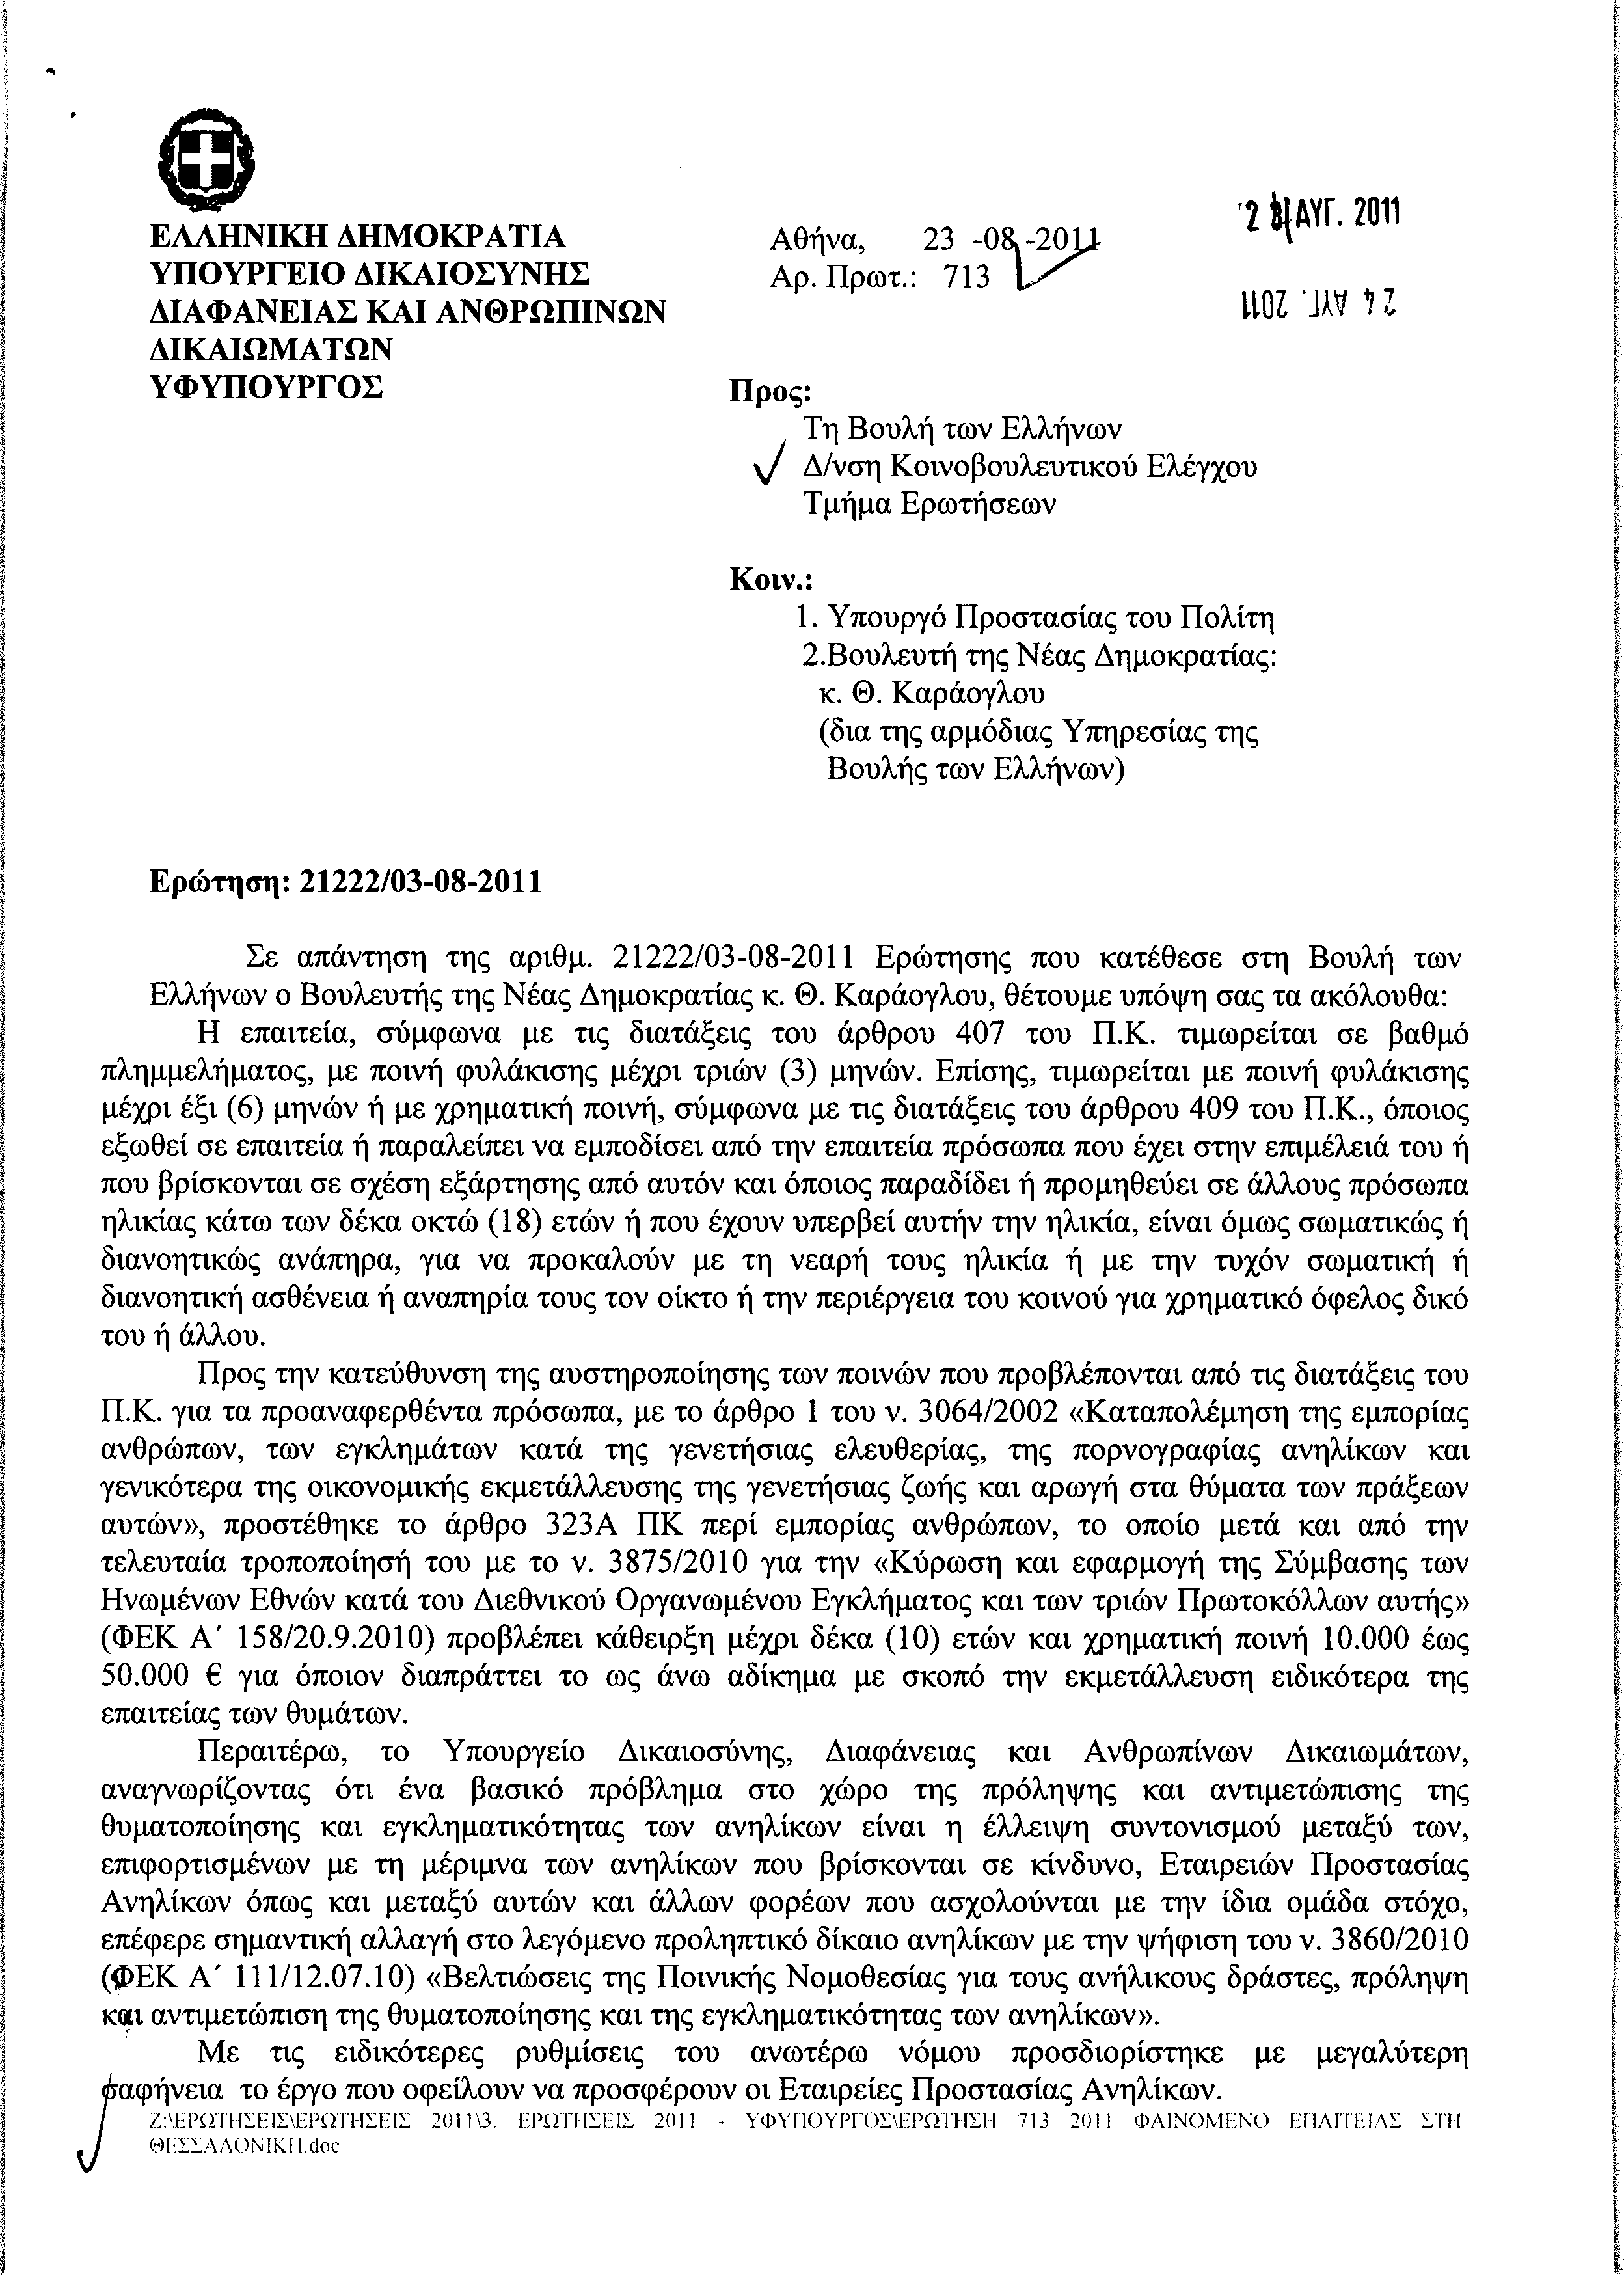 ΕΛΛΗΝΙΚΗ ΔΗΜΟΚΡΑΤΙΑ
ΥΠΟΥΡΓΕΙΟ ΔΙΚΑΙΟΣΥΝΗΣ
ΔΙΑΦΑΝΕΙΑΣ ΚΑΙ ΑΝΘΡΩΠΙΝΩΝ
ΔΙΚΑΙΩΜΑΤΩΝ
ΥΦΥΠΟΥΡΓΟΣ
Αθήνα, 23 -08 -2011
Αρ. Πρωτ.: 713
ΑΥΓ. 2011
24 ΑΥΓ. 2011
Προς:
Τη Βουλή των Ελλήνων
Δ/νση Κοινοβουλευτικού Ελέγχου
Τμήμα Ερωτήσεων
Κοιν.:
1. Υπουργό Προστασίας του Πολίτη
2.Βουλευτή της Νέας Δημοκρατίας:
κ. Θ. Καράογλου
(δια της αρμόδιας Υπηρεσίας της
Βουλής των Ελλήνων)
Ερώτηση: 21222/03-08-2011
Σε απάντηση της αριθμ. 21222/03-08-2011 Ερώτησης που κατέθεσε στη Βουλή των
Ελλήνων ο Βουλευτής της Νέας Δημοκρατίας κ. Θ. Καράογλου, θέτουμε υπόψη σας τα ακόλουθα:
Η επαιτεία, σύμφωνα με τις διατάξεις του άρθρου 407 του Π.Κ. τιμωρείται σε βαθμό
πλημμελήματος, με ποινή φυλάκισης μέχρι τριών (3) μηνών. Επίσης, τιμωρείται με ποινή φυλάκισης
μέχρι έξι (6) μηνών ή με χρηματική ποινή, σύμφωνα με τις διατάξεις του άρθρου 409 του Π.Κ., όποιος
εξωθεί σε επαιτεία ή παραλείπει να εμποδίσει από την επαιτεία πρόσωπα που έχει στην επιμέλειά του ή
που βρίσκονται σε σχέση εξάρτησης από αυτόν και όποιος παραδίδει ή προμηθεύει σε άλλους πρόσωπα
ηλικίας κάτω των δέκα οκτώ (18) ετών ή που έχουν υπερβεί αυτήν την ηλικία, είναι όμως σωματικώς ή
διανοητικώς ανάπηρα, για να προκαλούν με τη νεαρή τους ηλικία ή με την τυχόν σωματική ή
διανοητική ασθένεια ή αναπηρία τους τον οίκτο ή την περιέργεια του κοινού για χρηματικό όφελος δικό
του ή άλλου.
Προς την κατεύθυνση της αυστηροποίησης των ποινών που προβλέπονται από τις διατάξεις του
Π.Κ. για τα προαναφερθέντα πρόσωπα, με το άρθρο 1 του ν. 3064/2002 «Καταπολέμηση της εμπορίας
ανθρώπων, των εγκλημάτων κατά της γενετήσιας ελευθερίας, της πορνογραφίας ανηλίκων και
γενικότερα της οικονομικής εκμετάλλευσης της γενετήσιας ζωής και αρωγή στα θύματα των πράξεων
αυτών», προστέθηκε το άρθρο 323Α ΠΚ περί εμπορίας ανθρώπων, το οποίο μετά και από την
τελευταία τροποποίησή του με το ν. 3875/2010 για την «Κύρωση και εφαρμογή της Σύμβασης των
Ηνωμένων Εθνών κατά του Διεθνικού Οργανωμένου Εγκλήματος και των τριών Πρωτοκόλλων αυτής»
(ΦΕΚ Α΄ 158/20.9.2010) προβλέπει κάθειρξη μέχρι δέκα (10) ετών και χρηματική ποινή 10.000 έως
50.000 € για όποιον διαπράττει το ως άνω αδίκημα με σκοπό την εκμετάλλευση ειδικότερα της
επαιτείας των θυμάτων.
Περαιτέρω, το Υπουργείο Δικαιοσύνης, Διαφάνειας και Ανθρωπίνων Δικαιωμάτων,
αναγνωρίζοντας ότι ένα βασικό πρόβλημα στο χώρο της πρόληψης και αντιμετώπισης της
θυματοποίησης και εγκληματικότητας των ανηλίκων είναι η έλλειψη συντονισμού μεταξύ των,
επιφορτισμένων με τη μέριμνα των ανηλίκων που βρίσκονται σε κίνδυνο, Εταιρειών Προστασίας
Ανηλίκων όπως και μεταξύ αυτών και άλλων φορέων που ασχολούνται με την ίδια ομάδα στόχο,
επέφερε σημαντική αλλαγή στο λεγόμενο προληπτικό δίκαιο ανηλίκων με την ψήφιση του ν. 3860/2010
(ΦΕΚ Α΄ 111/12.07.10) «Βελτιώσεις της Ποινικής Νομοθεσίας για τους ανήλικους δράστες, πρόληψη
και αντιμετώπιση της θυματοποίησης και της εγκληματικότητας των ανηλίκων».
Με τις ειδικότερες ρυθμίσεις του ανωτέρω νόμου προσδιορίστηκε με μεγαλύτερη
σαφήνεια το έργο που οφείλουν να προσφέρουν οι Εταιρείες Προστασίας Ανηλίκων.
Z:\ΕΡΩΤΗΣΕΙΣ\ΕΡΩΤΗΣΕΙΣ 2011\3. ΕΡΩΤΗΣΕΙΣ 2011 - ΥΦΥΠΟΥΡΓΟΣ\ΕΡΩΤΗΣΗ 713 2011 ΦΑΙΝΟΜΕΝΟ ΕΠΑΙΤΕΙΑΣ ΣΤΗ
ΘΕΣΣΑΛΟΝΙΚΗ.doc